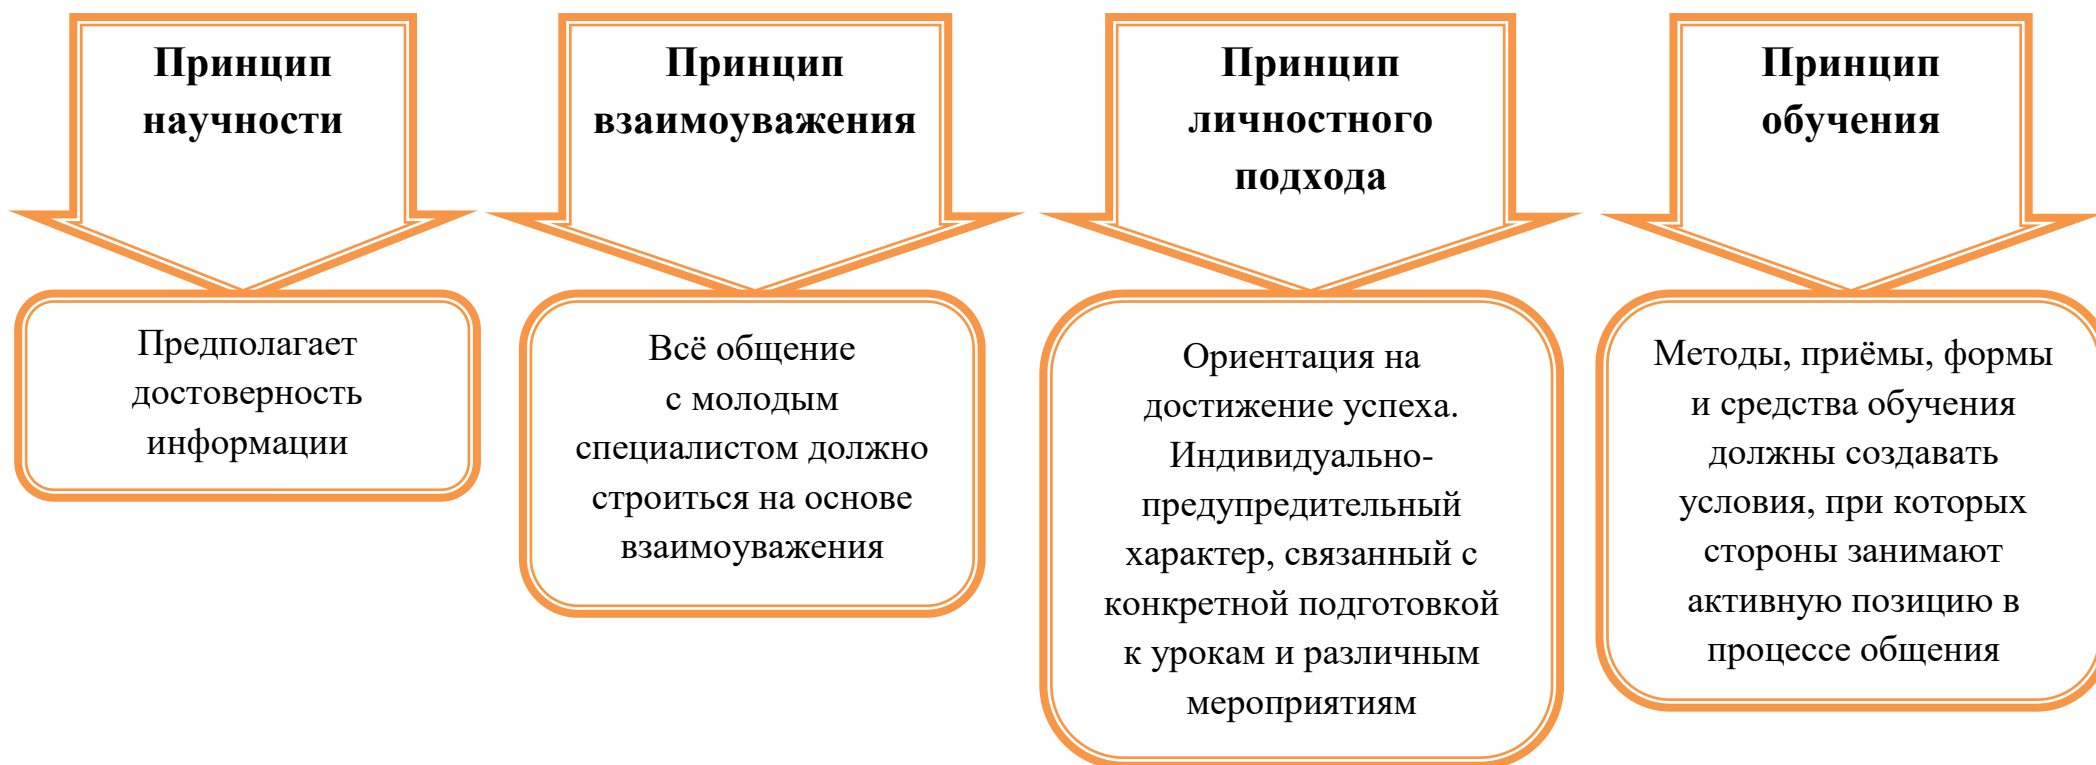 Принцип
научности
Предполагает
достоверность
информации
Принцип
взаимоуважения
Всё общение
с молодым
специалистом должно
строиться на основе
взаимоуважения
Принцип
личностного
подхода
Ориентация на
достижение успеха.
Индивидуально-
предупредительный
характер, связанный с
конкретной подготовкой
к урокам и различным
мероприятиям
Принцип
обучения
Методы, приёмы, формы
и средства обучения
должны создавать
условия, при которых
стороны занимают
активную позицию в
процессе общения